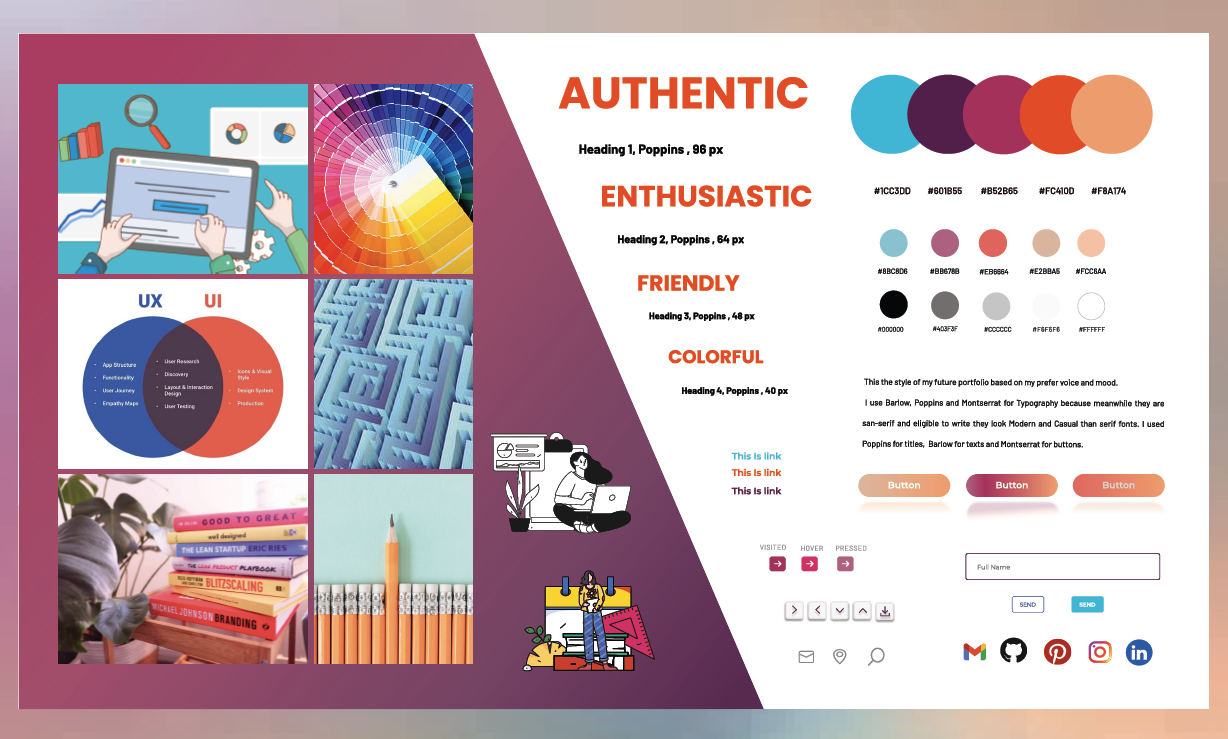 UX UI
App Structure
Functionality
User Journey
Empathy Maps
User Research
Discovery
Layout & Interaction
Design
User Testing
Icons & Visual
Style
Design System
Production
GOOD TO GREAT
well designed
THE LEAN STARTUP ERIC RIES
THE LEAN PRODUCT PLAYBOOK
BLITZSCALING
MICHAEL JOHNSON BRANDING
AUTHENTIC
Heading 1, Poppins , 96 px
ENTHUSIASTIC
Heading 2, Poppins , 64 px
FRIENDLY
Heading 3, Poppins , 48 px
COLORFUL
Heading 4, Poppins , 40 px
This Is link
This Is link
This Is link
VISITED HOVER PRESSED
#1CC3DD #601B55 #B52B65 #FC410D #F8A174
#8BC8D6 #BB678B #EB6664 #E2BBA5 #FCC6AA
#000000 #403F3F #CCCCCC #F6F6F6 #FFFFFF
This the style of my future portfolio based on my prefer voice and mood.
I use Barlow, Poppins and Montserrat for Typography because meanwhile they are
san-serif and eligible to write they look Modern and Casual than serif fonts. I used
Poppins for titles, Barlow for texts and Montserrat for buttons.
Button Button Button
Full Name
SEND SEND
in